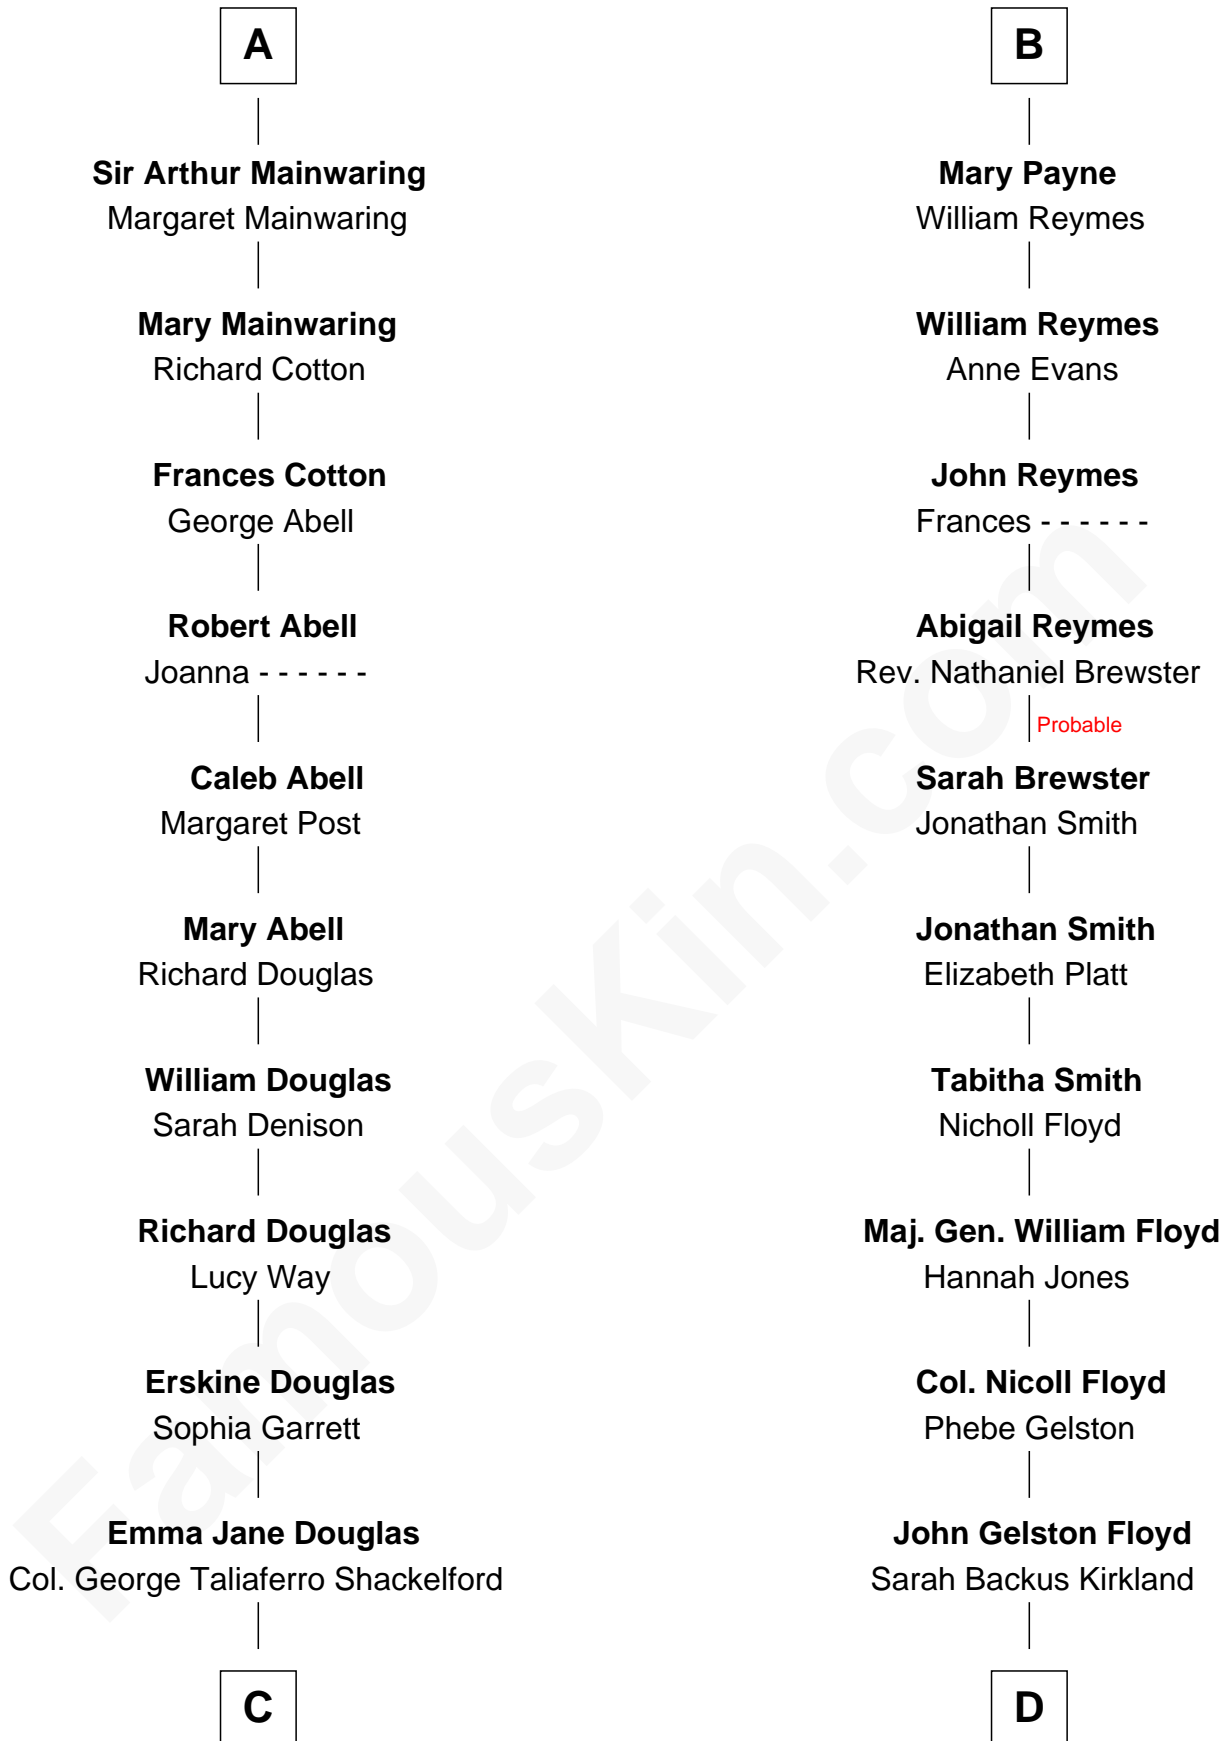 A
Sir Arthur Mainwaring
Margaret Mainwaring
Mary Mainwaring
Richard Cotton
Frances Cotton
George Abell
Robert Abell
Joanna - - - - - -
Caleb Abell
Margaret Post
Mary Abell
Richard Douglas
William Douglas
Sarah Denison
Richard Douglas
Lucy Way
Erskine Douglas
Sophia Garrett
Emma Jane Douglas
Col. George Taliaferro Shackelford
C
B
Mary Payne
William Reymes
William Reymes
Anne Evans
John Reymes
Frances - - - - - -
Abigail Reymes
Rev. Nathaniel Brewster
Probable
Sarah Brewster
Jonathan Smith
Jonathan Smith
Elizabeth Platt
Tabitha Smith
Nicholl Floyd
Maj. Gen. William Floyd
Hannah Jones
Col. Nicoll Floyd
Phebe Gelston
John Gelston Floyd
Sarah Backus Kirkland
D
FamousKin.com